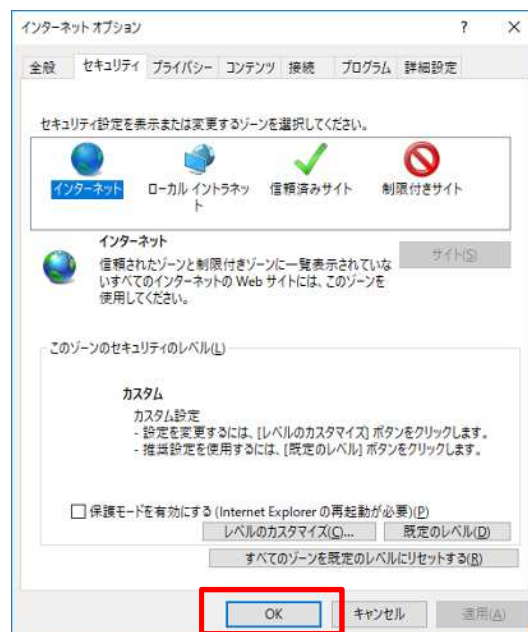 インターネット オプション ? ×
全般 セキュリティ プライバシー コンテンツ 接続 プログラム 詳細設定
セキュリティ設定を表示または変更するゾーンを選択してください。
インターネット ローカル イントラネッ 信頼済みサイト 制限付きサイト
ト
インターネット
サイト(S)
信頼されたゾーンと制限付きゾーンに一覧表示されていな
いすべてのインターネットの Web サイトには、このゾーンを
使用してください。
このゾーンのセキュリティのレベル(L)
カスタム
カスタム設定
- 設定を変更するには、[レベルのカスタマイズ] ボタンをクリックします。
- 推奨設定を使用するには、[既定のレベル] ボタンをクリックします。
保護モードを有効にする (Internet Explorer の再起動が必要)(P)
レベルのカスタマイズ(C)... 既定のレベル(D)
すべてのゾーンを既定のレベルにリセットする(R)
OK キャンセル 適用(A)